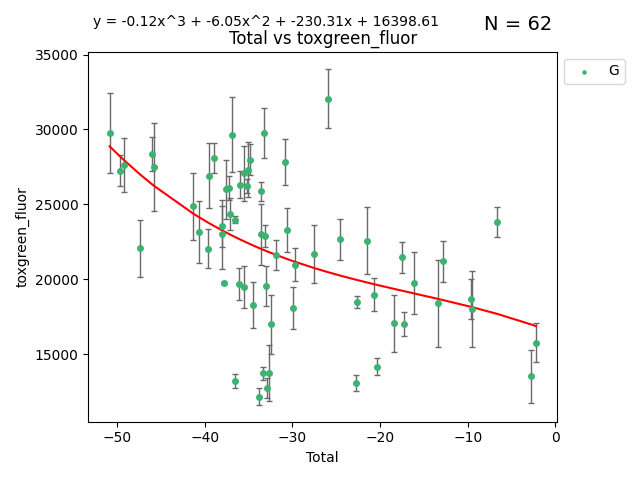 y = -0.12x^3 + -6.05x^2 + -230.31x + 16398.61
N = 62
Total vs toxgreen_fluor
G
35000
30000
25000
20000
15000
toxgreen_fluor
−50
−40
−30
−20
−10
0
Total